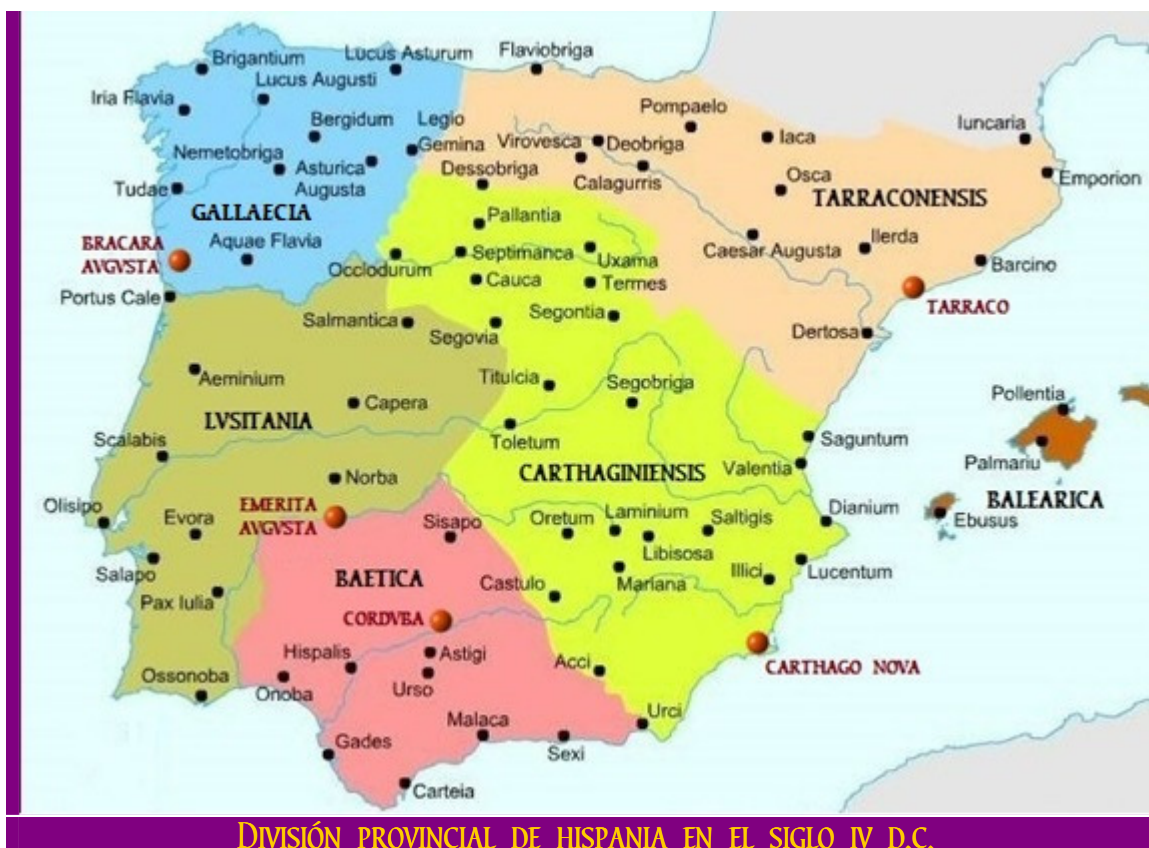 Brigantium
Lucus Asturum
Flaviobriga
Lucus Augusti
Iria Flavia
Pompaelo
Bergidum
Legio
Gemina
Virovesca
Deobriga
Iaca
Iuncaria
Nemetobriga
Asturica
Augusta
Dessobriga
Calagurris
Osca
Emporion
Tudae
GALLAECIA
TARRACONENSIS
Pallantia
BRACARA
AVGVSTA
Aquae Flavia
Septimanca
Uxama
Caesar Augusta
Ilerda
Occlodurum
Barcino
Cauca
Termes
Portus Cale
Salmantica
Segovia
Segontia
TARRACO
Dertosa
Aeminium
Titulcia
Segobriga
Pollentia
Capera
LVSITANIA
Scalabis
Toletum
Saguntum
Norba
CARTHAGINIENSIS
Valentia
Palmariu
BALEARICA
Olisipo
EMERITA
AVGVSTA
Evora
Sisapo
Oretum
Laminium
Saltigis
Dianium
Ebusus
Libisosa
Salapo
BAETICA
Castulo
Mariana
Illici
Lucentum
Pax Iulia
CORDVBA
Hispalis
Astigi
Acci
CARTHAGO NOVA
Ossonoba
Onoba
Urso
Malaca
Urci
Gades
Sexi
Carteia
DIVISIÓN PROVINCIAL DE HISPANIA EN EL SIGLO IV D.C.